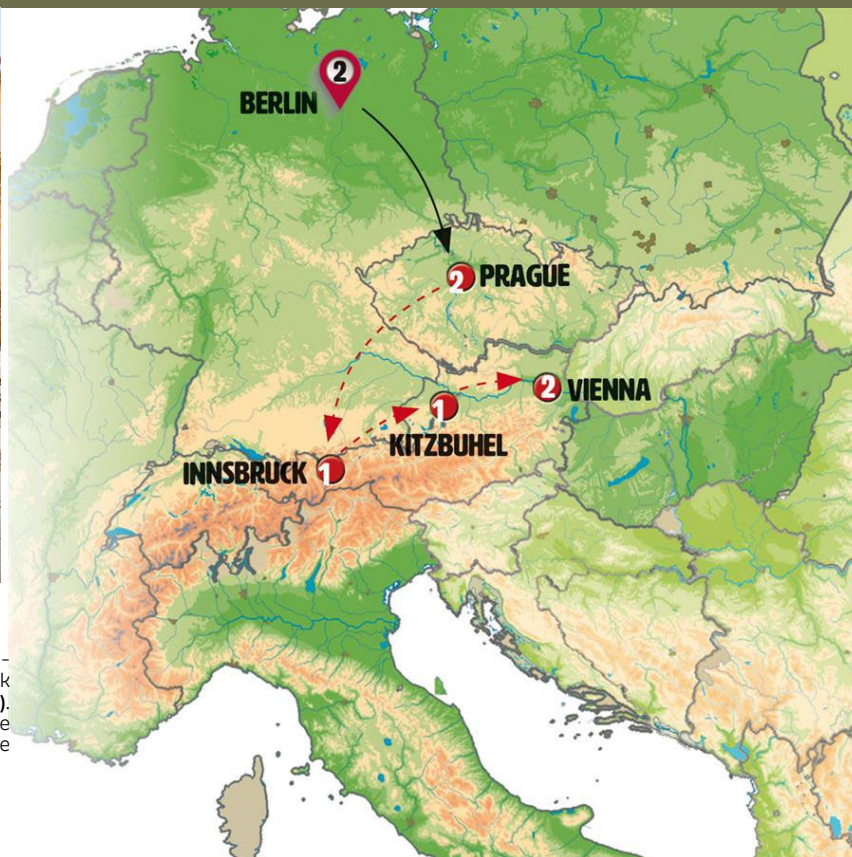 2
BERLIN
2 PRAGUE
2 VIENNA
1
KITZBUHEL
INNSBRUCK 1
k
).
e
e